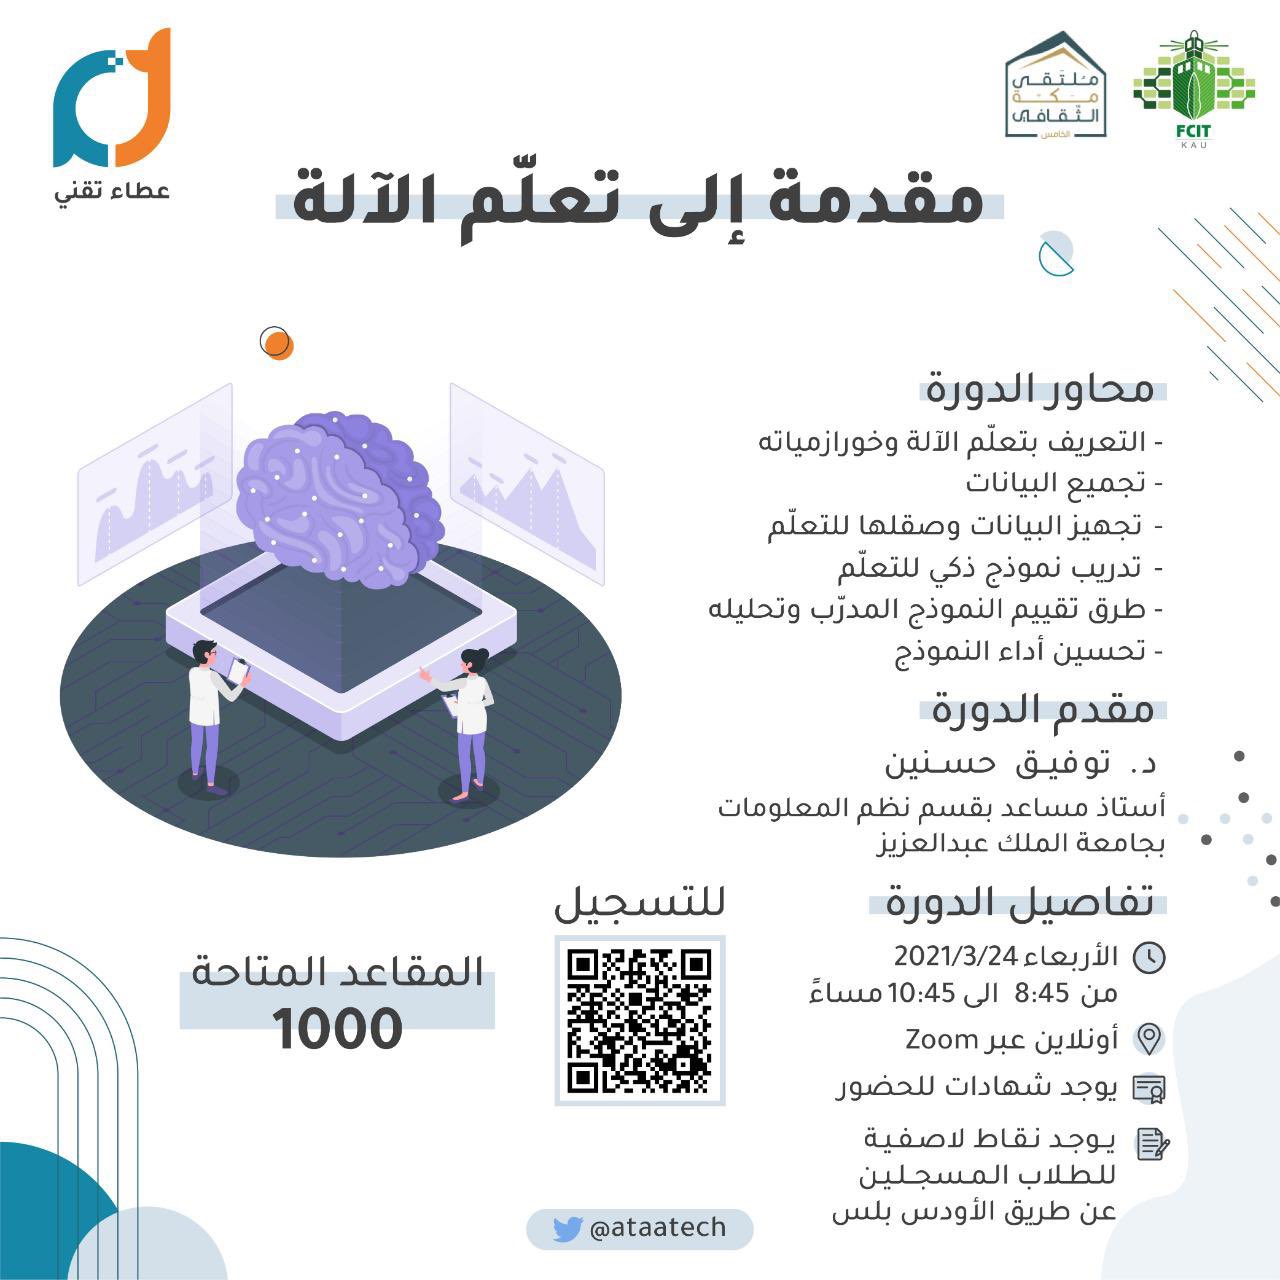 عطاء تقني
ملتقى
مكة
الثقافي
الخامس
FCIT
KAU
مقدمة إلى تعلّم الآلة
محاور الدورة
- التعريف بتعلّم الآلة وخورازمياته
- تجميع البيانات
- تجهيز البيانات وصقلها للتعلّم
- تدريب نموذج ذكي للتعلّم
- طرق تقييم النموذج المدرّب وتحليله
- تحسين أداء النموذج
مقدم الدورة
د. توفيق حسنين
أستاذ مساعد بقسم نظم المعلومات
بجامعة الملك عبدالعزيز
تفاصيل الدورة
الأربعاء 2021/3/24
من 8:45 الى 10:45 مساءً
أونلاين عبر Zoom
يوجد شهادات للحضور
يوجد نقاط لاصفية
للطلاب المسجلين
عن طريق الأودس بلس
للتسجيل
المقاعد المتاحة
1000
@ataatech